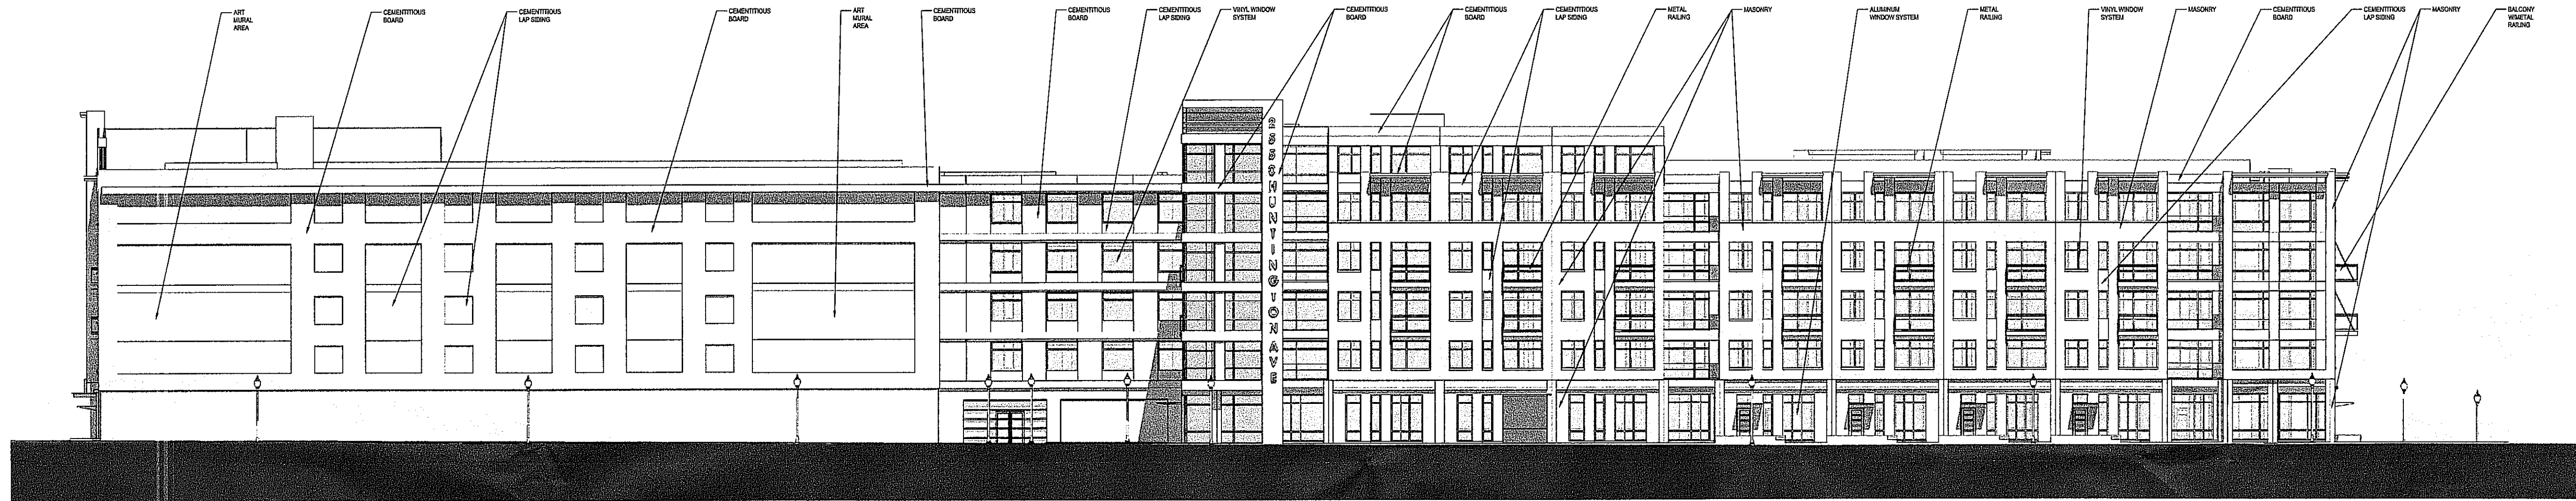 ART
MURAL
AREA
CEMENTITIOUS
BOARD
CEMENTITIOUS
LAP SIDING
CEMENTITIOUS
BOARD
ART
MURAL
AREA
CEMENTITIOUS
BOARD
CEMENTITIOUS
BOARD
CEMENTITIOUS
LAP SIDING
VINYL WINDOW
SYSTEM
CEMENTITIOUS
BOARD
CEMENTITIOUS
BOARD
CEMENTITIOUS
LAP SIDING
METAL
RAILING
MASONRY
ALUMINUM
WINDOW SYSTEM
METAL
RAILING
VINYL WINDOW
SYSTEM
MASONRY
CEMENTITIOUS
BOARD
CEMENTITIOUS
LAP SIDING
MASONRY
BALCONY
W/METAL
RAILING
2550 HUNTINGTON AVE